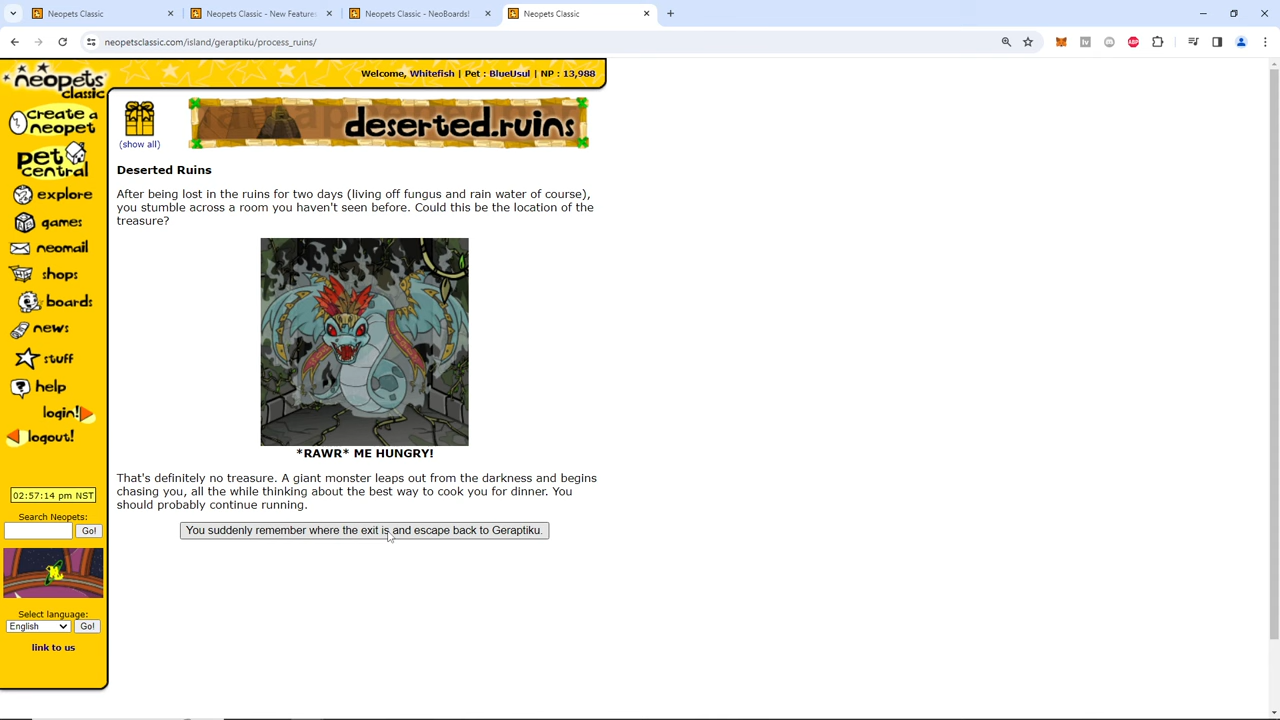 Neopets Classic
Neopets Classic - New Features
Neopets Classic - NeoBoards!
Neopets Classic
neopetsclassic.com/island/geraptiku/process_ruins/
neopets
classic
Welcome, Whitefish | Pet : BlueUsul | NP : 13,988
create a
neopet
pet
central
explore
games
neomail
shops
boards
news
stuff
help
login!
logout!
02:57:14 pm NST
Search Neopets:
Go!
Select language:
English
Go!
link to us
(show all)
deserted.ruins
Deserted Ruins
After being lost in the ruins for two days (living off fungus and rain water of course),
you stumble across a room you haven't seen before. Could this be the location of the
treasure?
*RAWR* ME HUNGRY!
That's definitely no treasure. A giant monster leaps out from the darkness and begins
chasing you, all the while thinking about the best way to cook you for dinner. You
should probably continue running.
You suddenly remember where the exit is and escape back to Geraptiku.